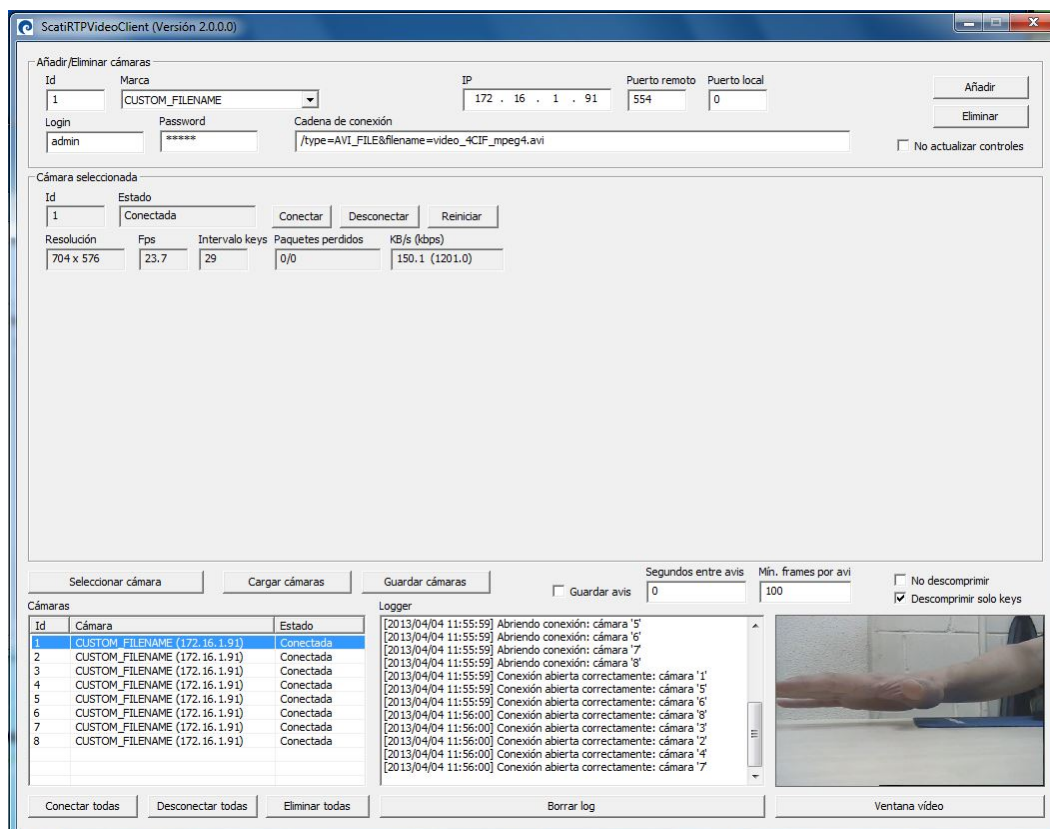 ScatiRTPVideoClient (Versión 2.0.0.0)
Añadir/Eliminar cámaras
Id Marca IP Puerto remoto Puerto local
1 CUSTOM_FILENAME 172 . 16 . 1 . 91 554 0 Añadir
Login Password Cadena de conexión Eliminar
admin ***** /type=AVI_FILE&filename=video_4CIF_mpeg4.avi No actualizar controles
Cámara seleccionada
Id Estado
1 Conectada Conectar Desconectar Reiniciar
Resolución Fps Intervalo keys Paquetes perdidos KB/s (kbps)
704 x 576 23.7 29 0/0 150.1 (1201.0)
Seleccionar cámara Cargar cámaras Guardar cámaras Segundos entre avis Mín. frames por avi No descomprimir
Guardar avis 0 100 Descomprimir solo keys
Cámaras
Id Cámara Estado
1 CUSTOM_FILENAME (172.16.1.91) Conectada
2 CUSTOM_FILENAME (172.16.1.91) Conectada
3 CUSTOM_FILENAME (172.16.1.91) Conectada
4 CUSTOM_FILENAME (172.16.1.91) Conectada
5 CUSTOM_FILENAME (172.16.1.91) Conectada
6 CUSTOM_FILENAME (172.16.1.91) Conectada
7 CUSTOM_FILENAME (172.16.1.91) Conectada
8 CUSTOM_FILENAME (172.16.1.91) Conectada
Logger
[2013/04/04 11:55:59] Abriendo conexión: cámara '5'
[2013/04/04 11:55:59] Abriendo conexión: cámara '6'
[2013/04/04 11:55:59] Abriendo conexión: cámara '7'
[2013/04/04 11:55:59] Abriendo conexión: cámara '8'
[2013/04/04 11:55:59] Conexión abierta correctamente: cámara '1'
[2013/04/04 11:55:59] Conexión abierta correctamente: cámara '5'
[2013/04/04 11:55:59] Conexión abierta correctamente: cámara '6'
[2013/04/04 11:56:00] Conexión abierta correctamente: cámara '8'
[2013/04/04 11:56:00] Conexión abierta correctamente: cámara '3'
[2013/04/04 11:56:00] Conexión abierta correctamente: cámara '2'
[2013/04/04 11:56:00] Conexión abierta correctamente: cámara '4'
[2013/04/04 11:56:00] Conexión abierta correctamente: cámara '7'
Conectar todas Desconectar todas Eliminar todas Borrar log Ventana vídeo